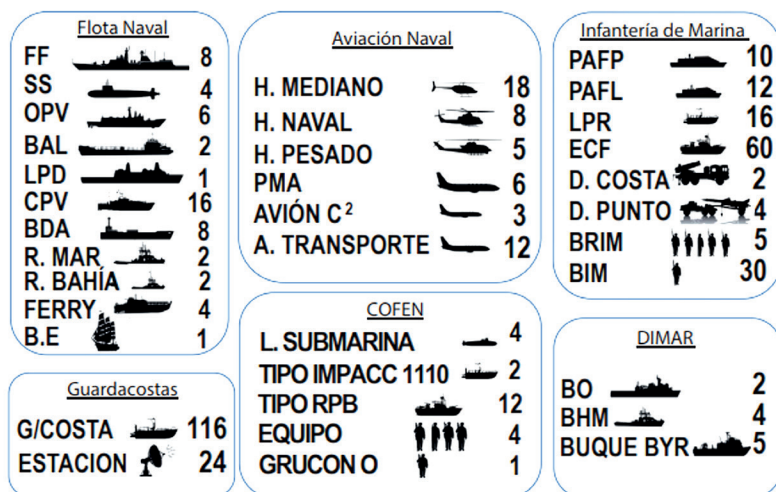 Flota Naval
FF 8
SS 4
OPV 6
BAL 2
LPD 1
CPV 16
BDA 8
R. MAR 2
R. BAHÍA 2
FERRY 4
B.E 1
Guardacostas
G/COSTA 116
ESTACION 24
Aviación Naval
H. MEDIANO 18
H. NAVAL 8
H. PESADO 5
PMA 6
AVIÓN C² 3
A. TRANSPORTE 12
COFEN
L. SUBMARINA 4
TIPO IMPACC 1110 2
TIPO RPB 12
EQUIPO 4
GRUCON O 1
Infantería de Marina
PAFP 10
PAFL 12
LPR 16
ECF 60
D. COSTA 2
D. PUNTO 4
BRIM 5
BIM 30
DIMAR
BO 2
BHM 4
BUQUE BYR 5